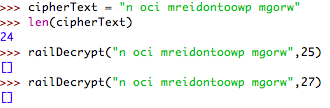 >>> cipherText = "n oci mreidontoowp mgorw"
>>> len(cipherText)
24
>>> railDecrypt("n oci mreidontoowp mgorw",25)
[]
>>> railDecrypt("n oci mreidontoowp mgorw",27)
[]